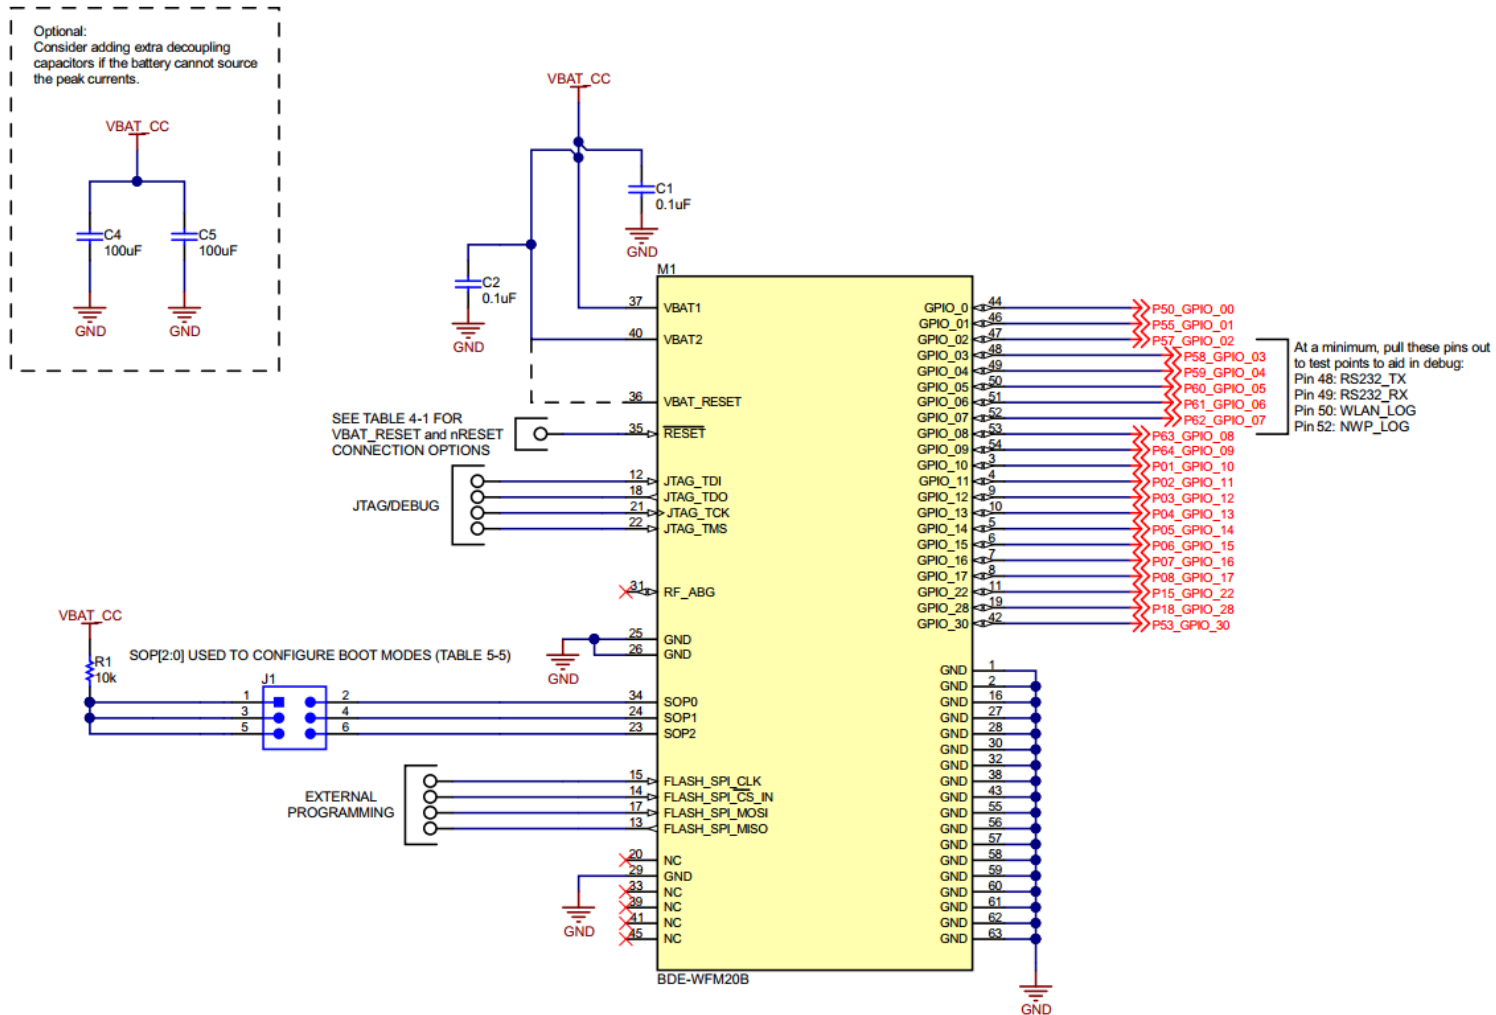 Optional:
Consider adding extra decoupling
capacitors if the battery cannot source
the peak currents.
VBAT_CC
C4
100uF
C5
100uF
GND
GND
VBAT_CC
C1
0.1uF
GND
C2
0.1uF
GND
M1
37 VBAT1
40 VBAT2
36 VBAT_RESET
SEE TABLE 4-1 FOR
VBAT_RESET and nRESET
CONNECTION OPTIONS
35 RESET
JTAG/DEBUG
12 JTAG_TDI
18 JTAG_TDO
21 JTAG_TCK
22 JTAG_TMS
31 RF_ABG
25 GND
26 GND
GND
VBAT_CC
R1
10k
SOP[2:0] USED TO CONFIGURE BOOT MODES (TABLE 5-5)
J1
1 2
3 4
5 6
34 SOP0
24 SOP1
23 SOP2
EXTERNAL
PROGRAMMING
15 FLASH_SPI_CLK
14 FLASH_SPI_CS_IN
17 FLASH_SPI_MOSI
13 FLASH_SPI_MISO
20 NC
29 GND
33 NC
39 NC
41 NC
45 NC
GND
BDE-WFM20B
GPIO_0 44 P50_GPIO_00
GPIO_01 46 P55_GPIO_01
GPIO_02 47 P57_GPIO_02
GPIO_03 48 P58_GPIO_03
GPIO_04 49 P59_GPIO_04
GPIO_05 50 P60_GPIO_05
GPIO_06 51 P61_GPIO_06
GPIO_07 52 P62_GPIO_07
GPIO_08 53 P63_GPIO_08
GPIO_09 54 P64_GPIO_09
GPIO_10 3 P01_GPIO_10
GPIO_11 4 P02_GPIO_11
GPIO_12 9 P03_GPIO_12
GPIO_13 10 P04_GPIO_13
GPIO_14 5 P05_GPIO_14
GPIO_15 6 P06_GPIO_15
GPIO_16 7 P07_GPIO_16
GPIO_17 8 P08_GPIO_17
GPIO_22 11 P15_GPIO_22
GPIO_28 19 P18_GPIO_28
GPIO_30 42 P53_GPIO_30
At a minimum, pull these pins out
to test points to aid in debug:
Pin 48: RS232_TX
Pin 49: RS232_RX
Pin 50: WLAN_LOG
Pin 52: NWP_LOG
GND 1
GND 2
GND 16
GND 27
GND 28
GND 30
GND 32
GND 38
GND 43
GND 55
GND 56
GND 57
GND 58
GND 59
GND 60
GND 61
GND 62
GND 63
GND